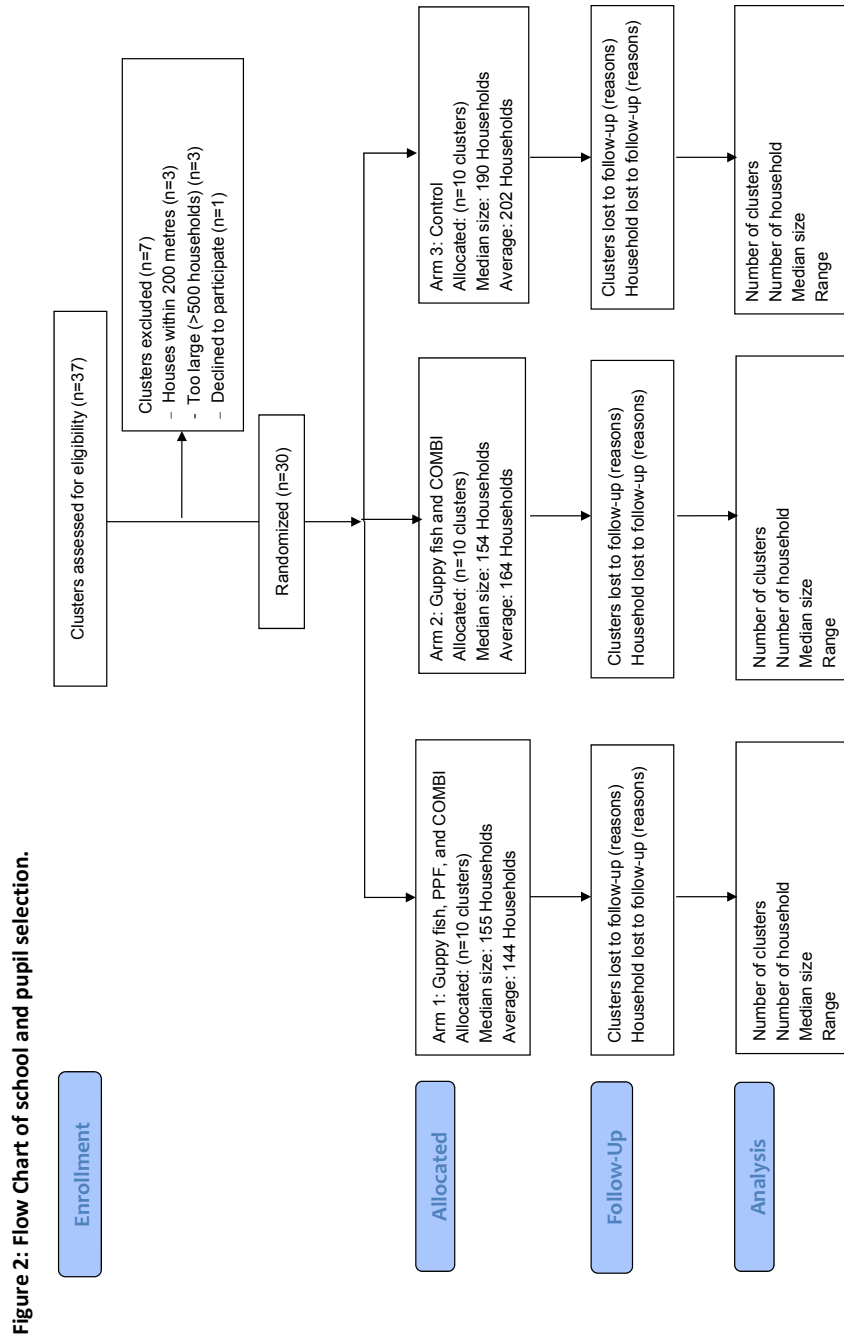 Figure 2: Flow Chart of school and pupil selection.
Enrollment
Clusters assessed for eligibility (n=37)
Clusters excluded (n=7)
– Houses within 200 metres (n=3)
- Too large (>500 households) (n=3)
– Declined to participate (n=1)
Randomized (n=30)
Allocated
Arm 1: Guppy fish, PPF, and COMBI
Allocated: (n=10 clusters)
Median size: 155 Households
Average: 144 Households
Arm 2: Guppy fish and COMBI
Allocated: (n=10 clusters)
Median size: 154 Households
Average: 164 Households
Arm 3: Control
Allocated: (n=10 clusters)
Median size: 190 Households
Average: 202 Households
Follow-Up
Clusters lost to follow-up (reasons)
Household lost to follow-up (reasons)
Clusters lost to follow-up (reasons)
Household lost to follow-up (reasons)
Clusters lost to follow-up (reasons)
Household lost to follow-up (reasons)
Analysis
Number of clusters
Number of household
Median size
Range
Number of clusters
Number of household
Median size
Range
Number of clusters
Number of household
Median size
Range